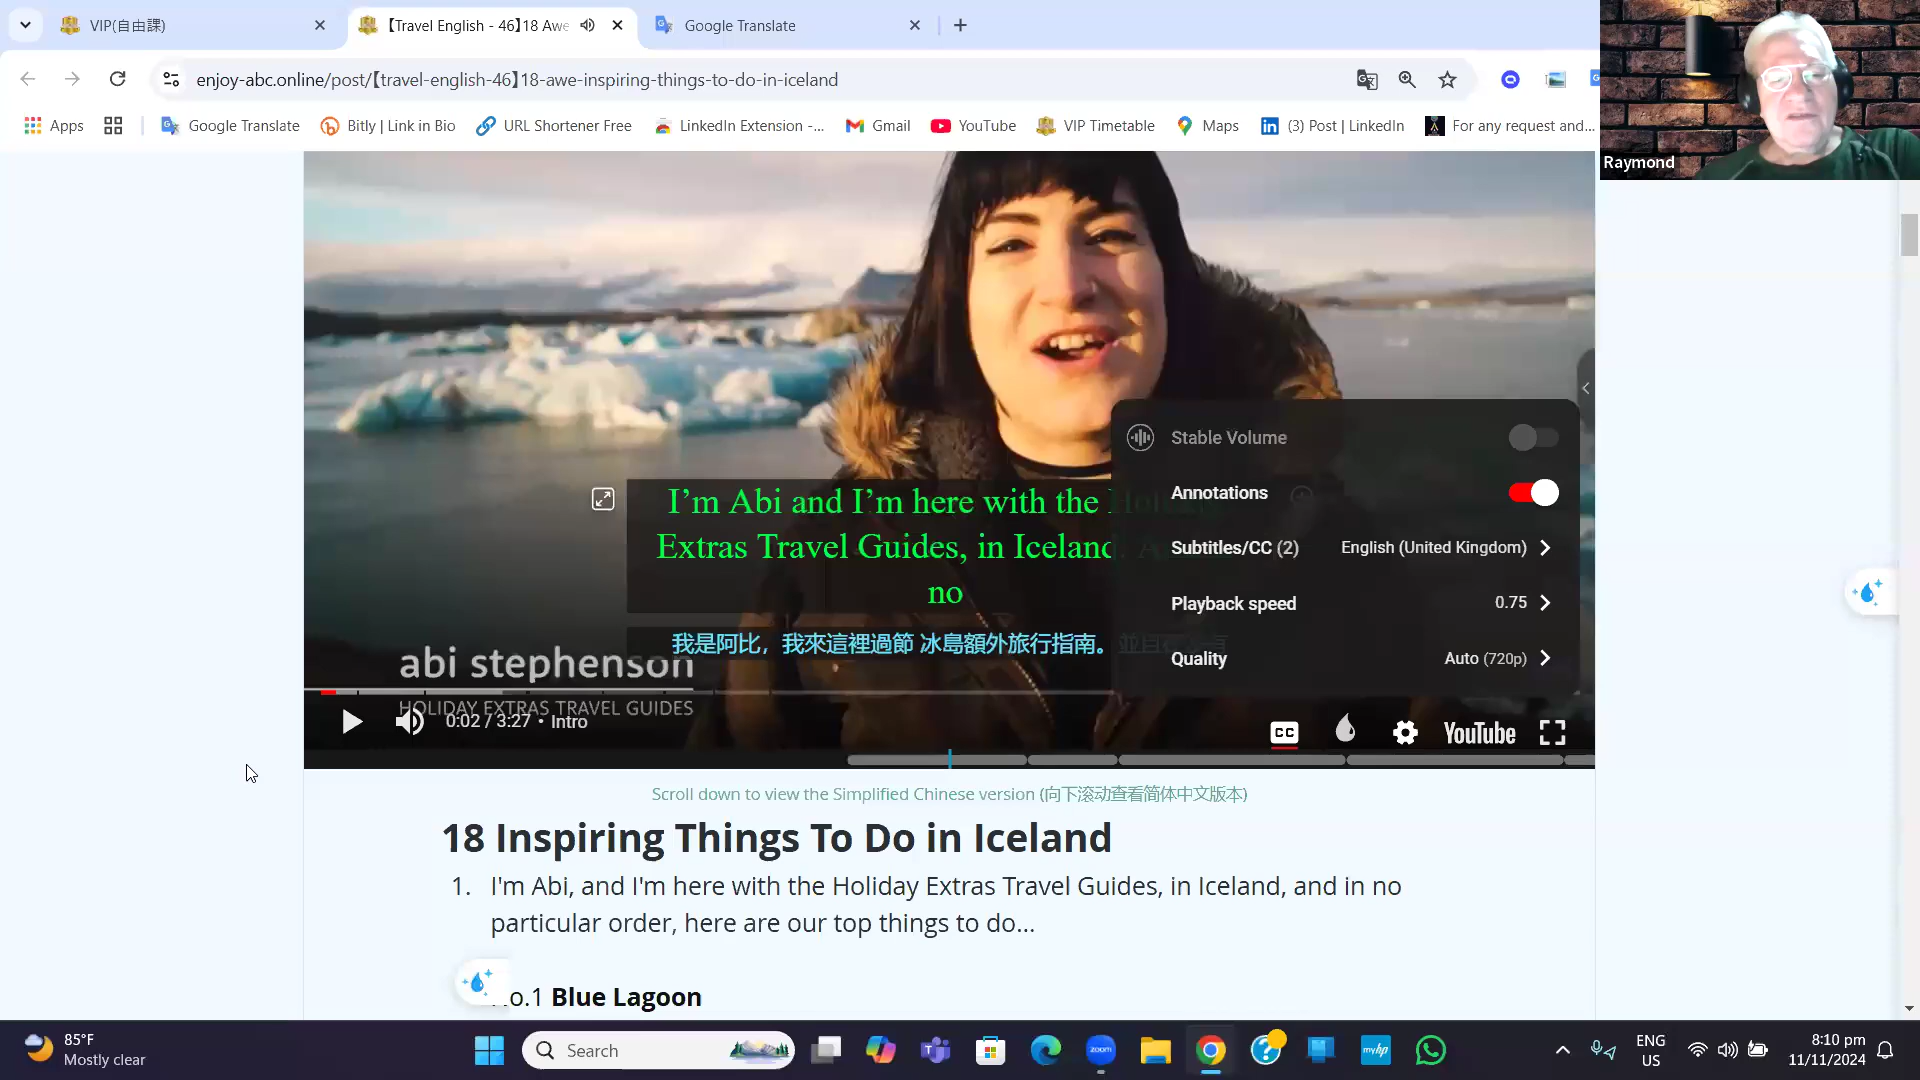 VIP(自由課)
【Travel English - 46】18 Awe
Google Translate
enjoy-abc.online/post/【travel-english-46】18-awe-inspiring-things-to-do-in-iceland
Apps
Google Translate
Bitly | Link in Bio
URL Shortener Free
LinkedIn Extension -...
Gmail
YouTube
VIP Timetable
Maps
(3) Post | LinkedIn
For any request and...
Raymond
Stable Volume
Annotations
Subtitles/CC (2) English (United Kingdom)
Playback speed 0.75
Quality Auto (720p)
I'm Abi and I'm here with the
Extras Travel Guides, in Iceland
no
我是阿比，我來這裡過節 冰島額外旅行指南。並且
abi stephenson
HOLIDAY EXTRAS TRAVEL GUIDES
0:02 / 3:27 • Intro
CC
YouTube
Scroll down to view the Simplified Chinese version (向下滚动查看简体中文版本)
18 Inspiring Things To Do in Iceland
1. I'm Abi, and I'm here with the Holiday Extras Travel Guides, in Iceland, and in no
particular order, here are our top things to do...
o.1 Blue Lagoon
85°F
Mostly clear
Search
zoom
myhp
ENG
US
8:10 pm
11/11/2024